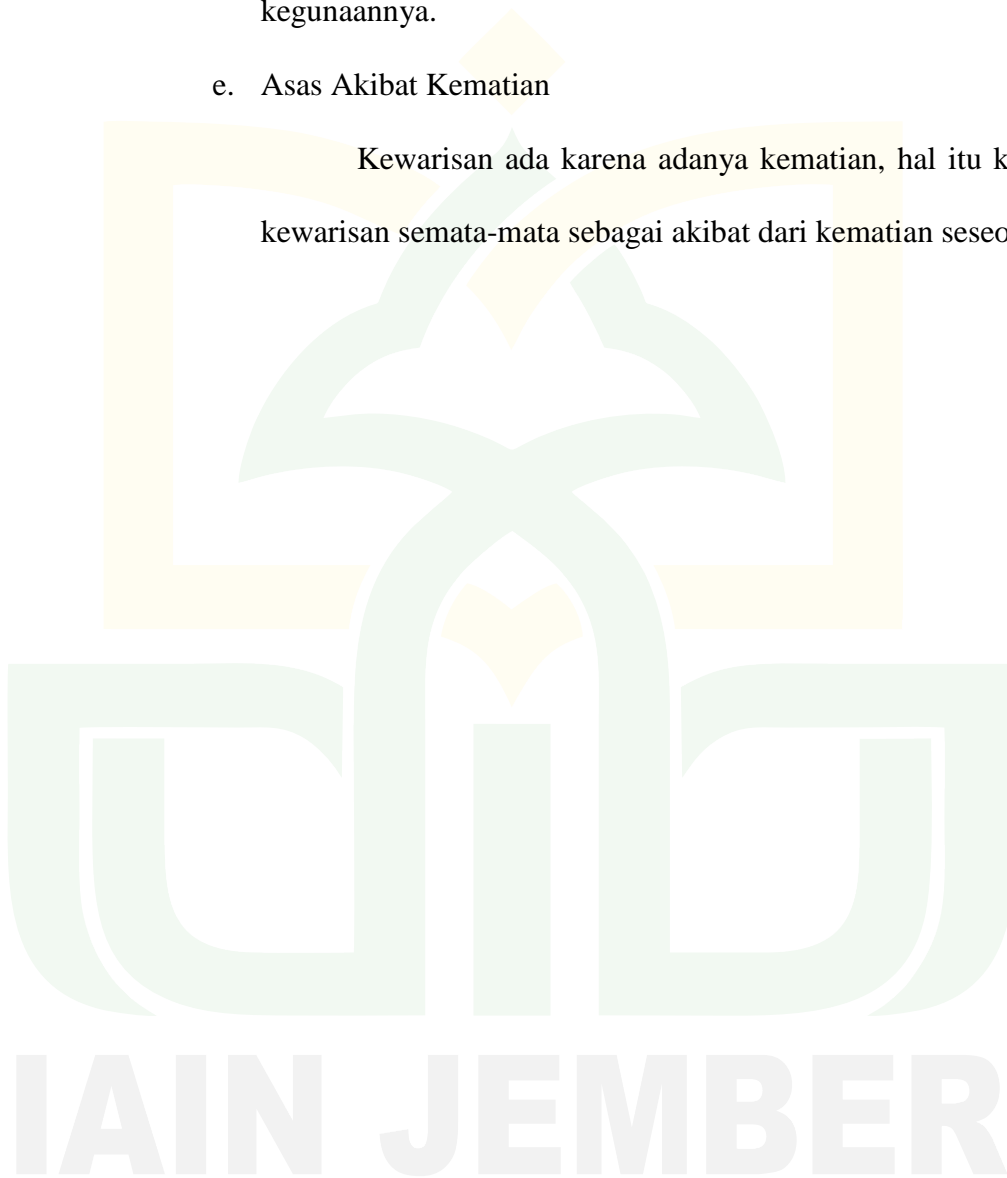 kegunaannya.
e. Asas Akibat Kematian
Kewarisan ada karena adanya kematian, hal itu
kewarisan semata-mata sebagai akibat dari kematian
IAIN JEMBER